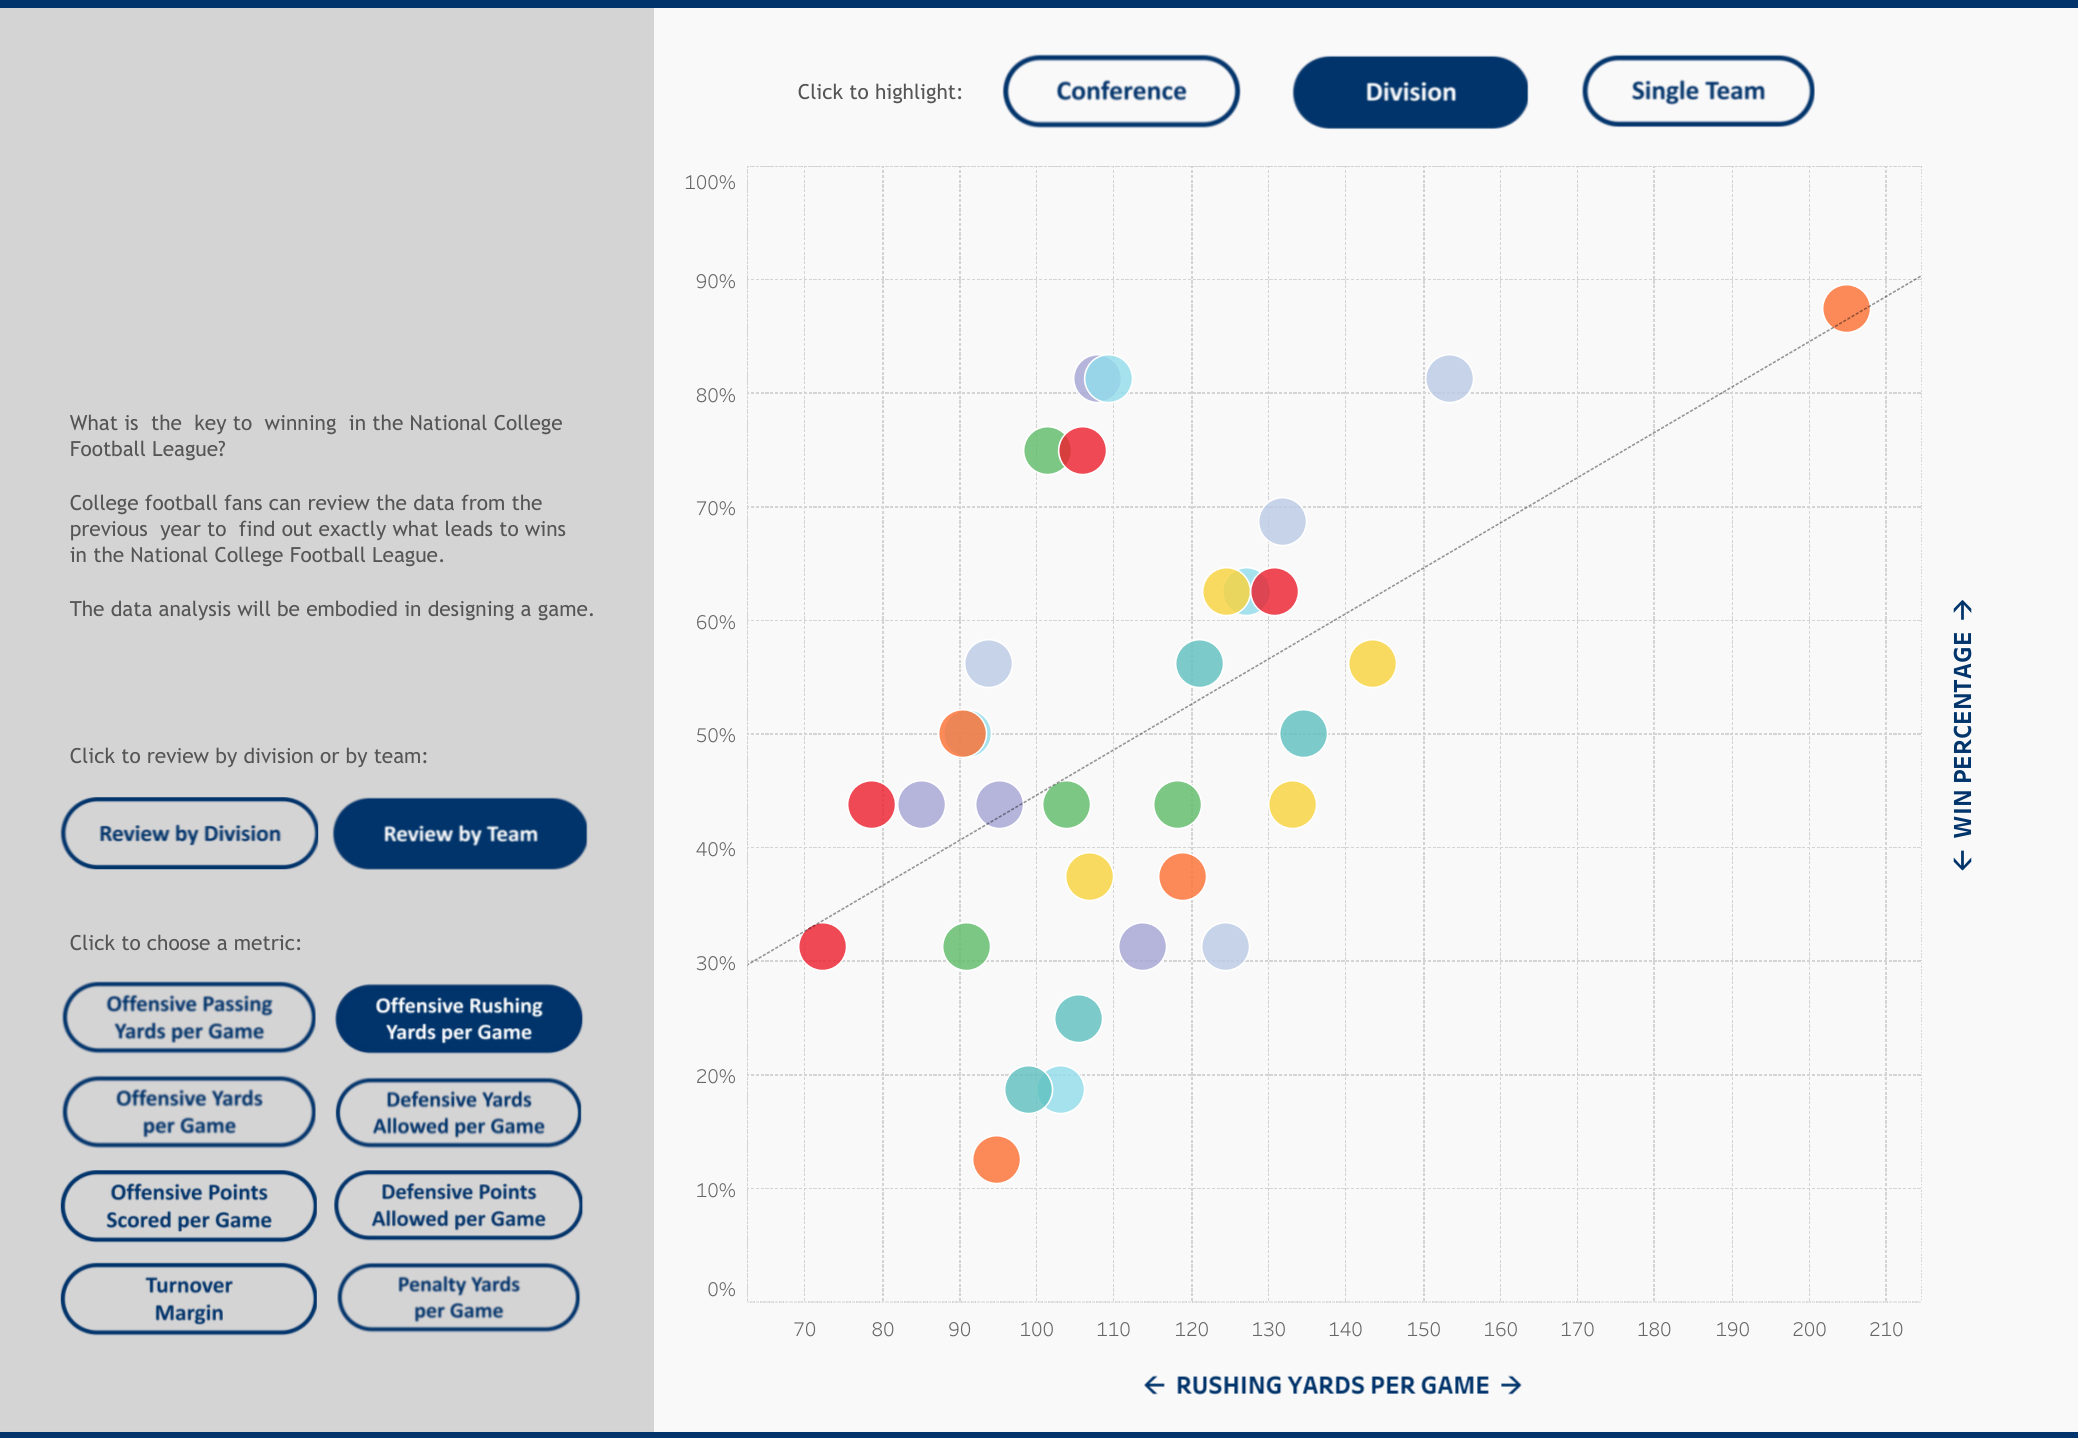 What is the key to winning in the National College
Football League?
College football fans can review the data from the
previous year to find out exactly what leads to wins
in the National College Football League.
The data analysis will be embodied in designing a game.
Click to review by division or by team:
Review by Division
Review by Team
Click to choose a metric:
Offensive Passing
Yards per Game
Offensive Rushing
Yards per Game
Offensive Yards
per Game
Defensive Yards
Allowed per Game
Offensive Points
Scored per Game
Defensive Points
Allowed per Game
Turnover
Margin
Penalty Yards
per Game
Click to highlight:
Conference
Division
Single Team
100%
90%
80%
70%
60%
50%
40%
30%
20%
10%
0%
70 80 90 100 110 120 130 140 150 160 170 180 190 200 210
← RUSHING YARDS PER GAME →
← WIN PERCENTAGE →